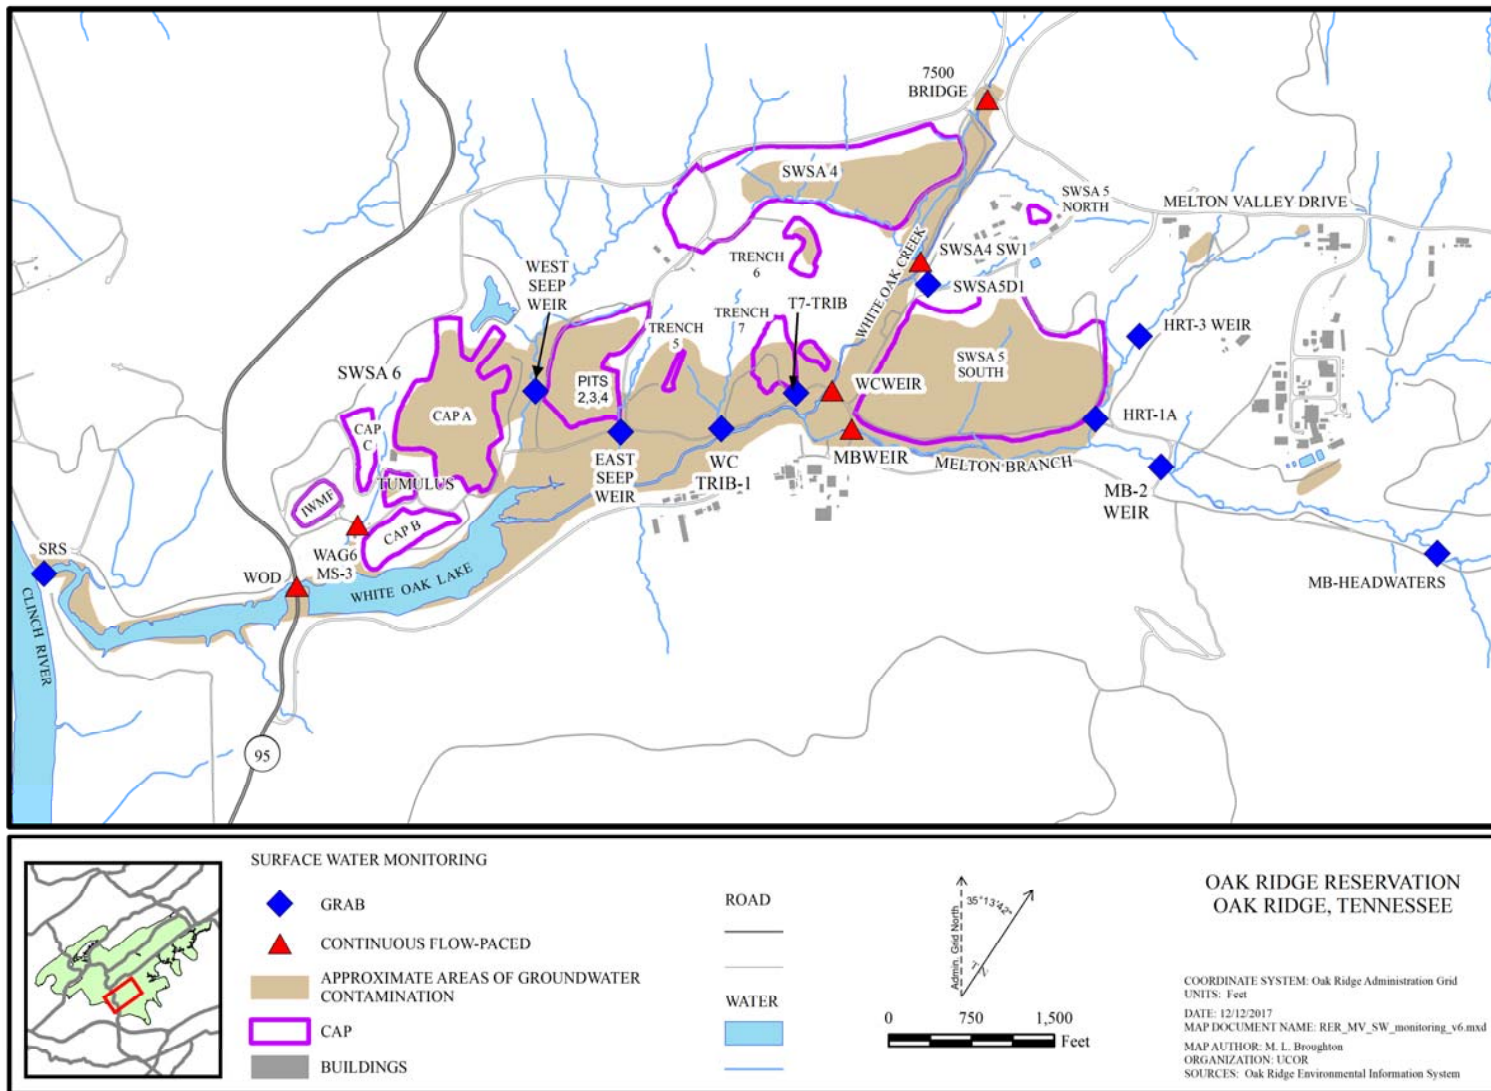 7500
BRIDGE
SWSA 4
SWSA 5
NORTH
MELTON VALLEY DRIVE
WHITE OAK CREEK
SWSA4 SW1
SWSA5D1
TRENCH
6
WEST
SEEP
WEIR
T7-TRIB
TRENCH
7
TRENCH
5
HRT-3 WEIR
SWSA 6
PITS
2,3,4
SWSA 5
SOUTH
WCWEIR
CAP A
CAP
C
HRT-1A
MBWEIR
MELTON BRANCH
EAST
SEEP
WEIR
WC
TRIB-1
TUMULUS
IWMF
CAP B
MB-2
WEIR
SRS
WAG6
MS-3
WOD
WHITE OAK LAKE
MB-HEADWATERS
CLINCH RIVER
95
SURFACE WATER MONITORING
GRAB
CONTINUOUS FLOW-PACED
APPROXIMATE AREAS OF GROUNDWATER
CONTAMINATION
CAP
BUILDINGS
ROAD
WATER
Admin. Grid North
35°13'42"
T N
0 750 1,500
Feet
OAK RIDGE RESERVATION
OAK RIDGE, TENNESSEE
COORDINATE SYSTEM: Oak Ridge Administration Grid
UNITS: Feet
DATE: 12/12/2017
MAP DOCUMENT NAME: RER_MV_SW_monitoring_v6.mxd
MAP AUTHOR: M. L. Broughton
ORGANIZATION: UCOR
SOURCES: Oak Ridge Environmental Information System